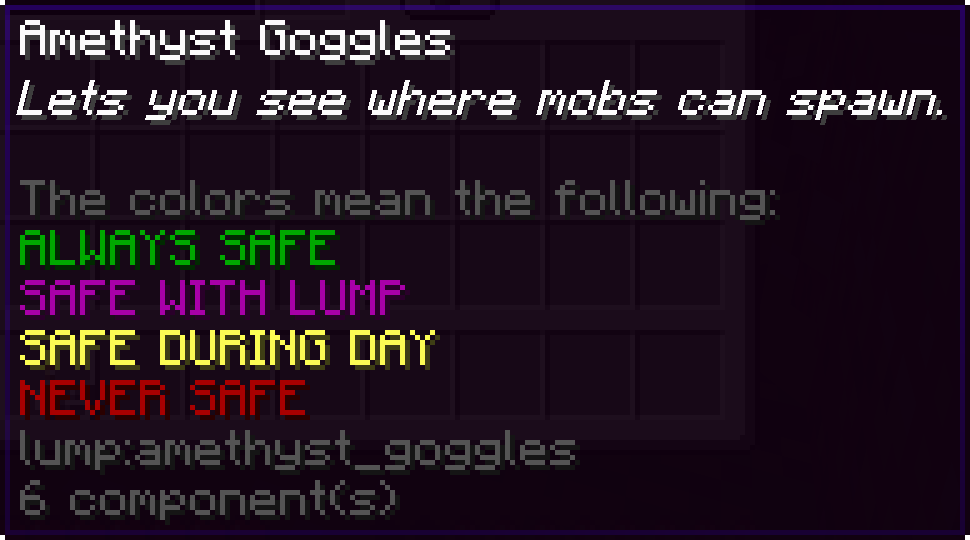 Amethyst Goggles
Lets you see where mobs can spawn.
The colors mean the following:
ALWAYS SAFE
SAFE WITH LUMP
SAFE DURING DAY
NEVER SAFE
lump:amethyst_goggles
6 component(s)